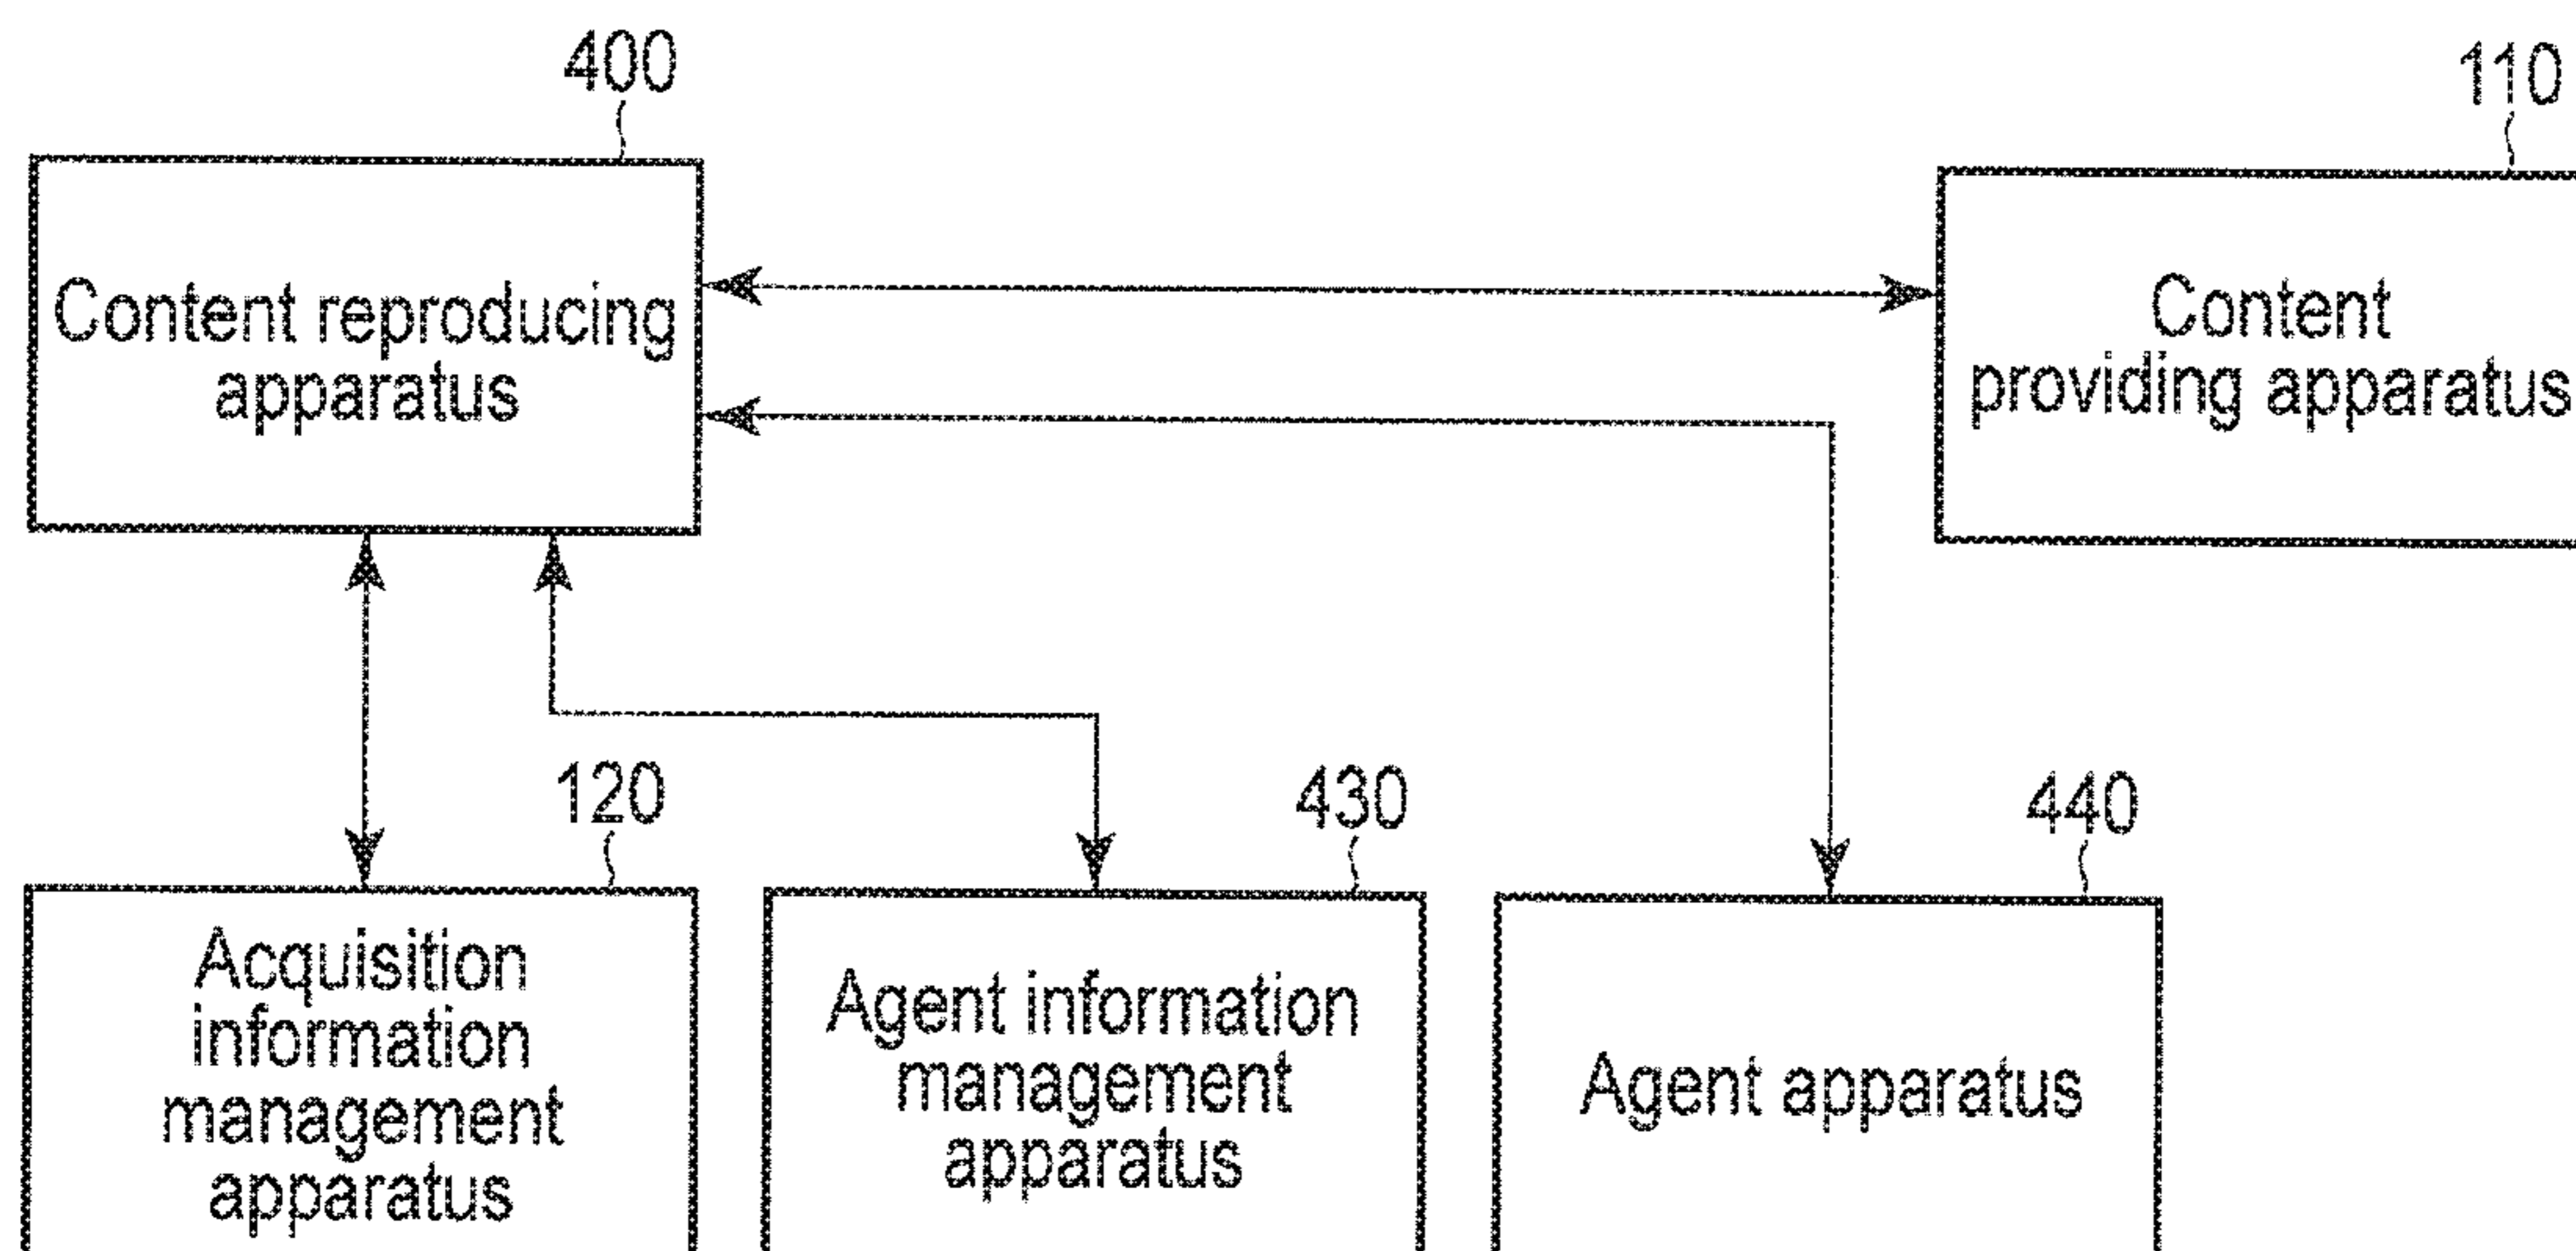 400
110
Content reproducing
apparatus
Content
providing apparatus
120
430
440
Acquisition
information
management
apparatus
Agent information
management
apparatus
Agent apparatus